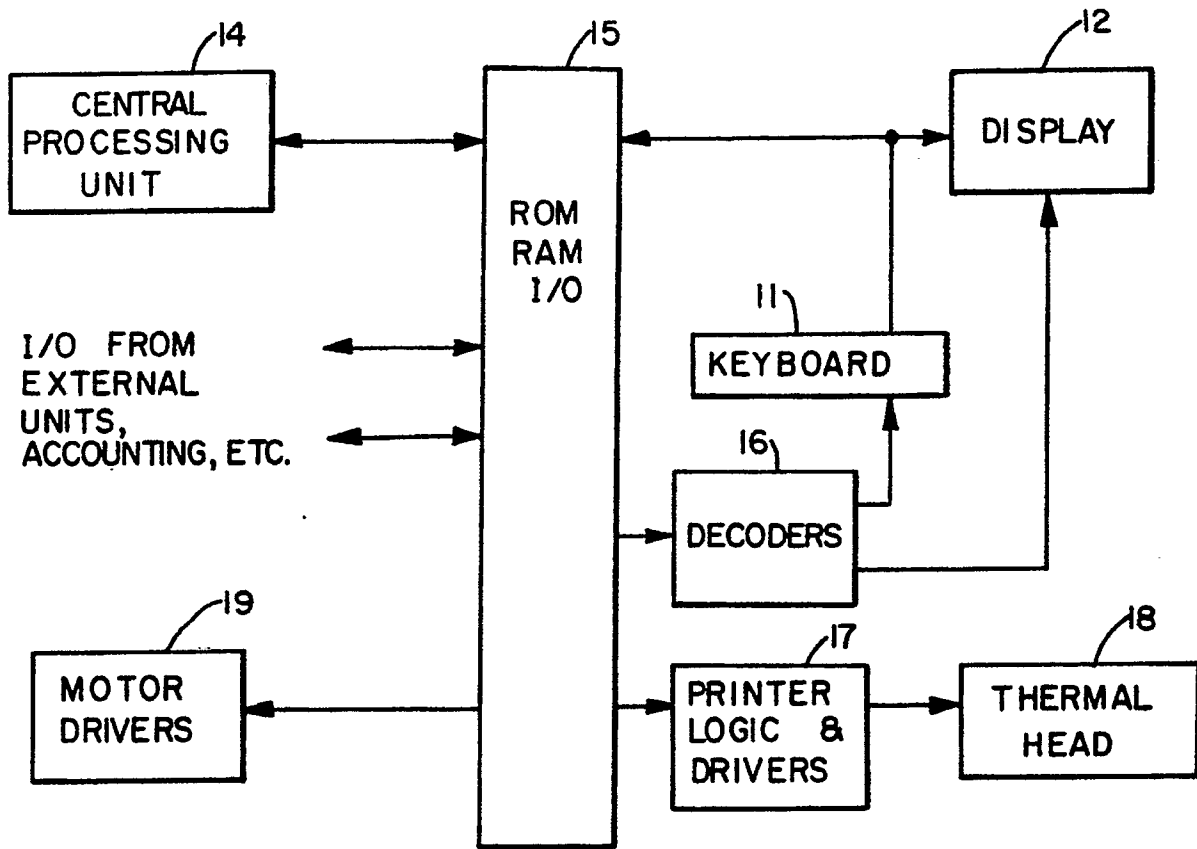 14
CENTRAL
PROCESSING
UNIT
15
ROM
RAM
I/O
12
DISPLAY
11
KEYBOARD
I/O FROM
EXTERNAL
UNITS,
ACCOUNTING, ETC.
16
DECODERS
19
MOTOR
DRIVERS
17
PRINTER
LOGIC &
DRIVERS
18
THERMAL
HEAD